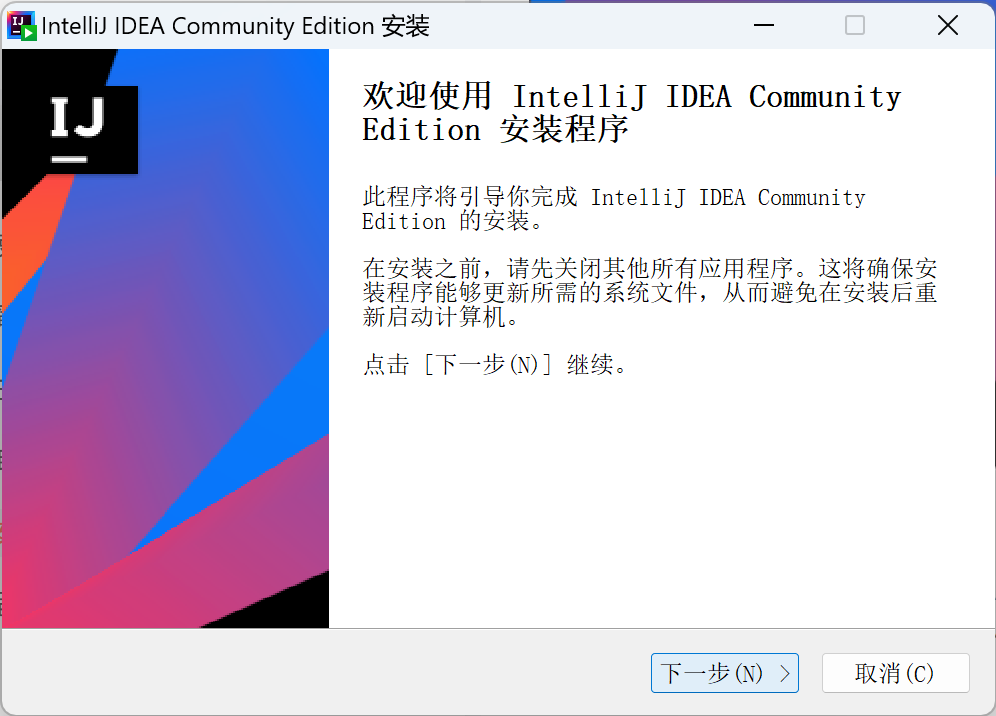 IntelliJ IDEA Community Edition 安装
IJ
欢迎使用 IntelliJ IDEA Community
Edition 安装程序
此程序将引导你完成 IntelliJ IDEA Community
Edition 的安装。
在安装之前，请先关闭其他所有应用程序。这将确保安
装程序能够更新所需的系统文件，从而避免在安装后重
新启动计算机。
点击 [下一步(N)] 继续。
下一步(N) >
取消(C)